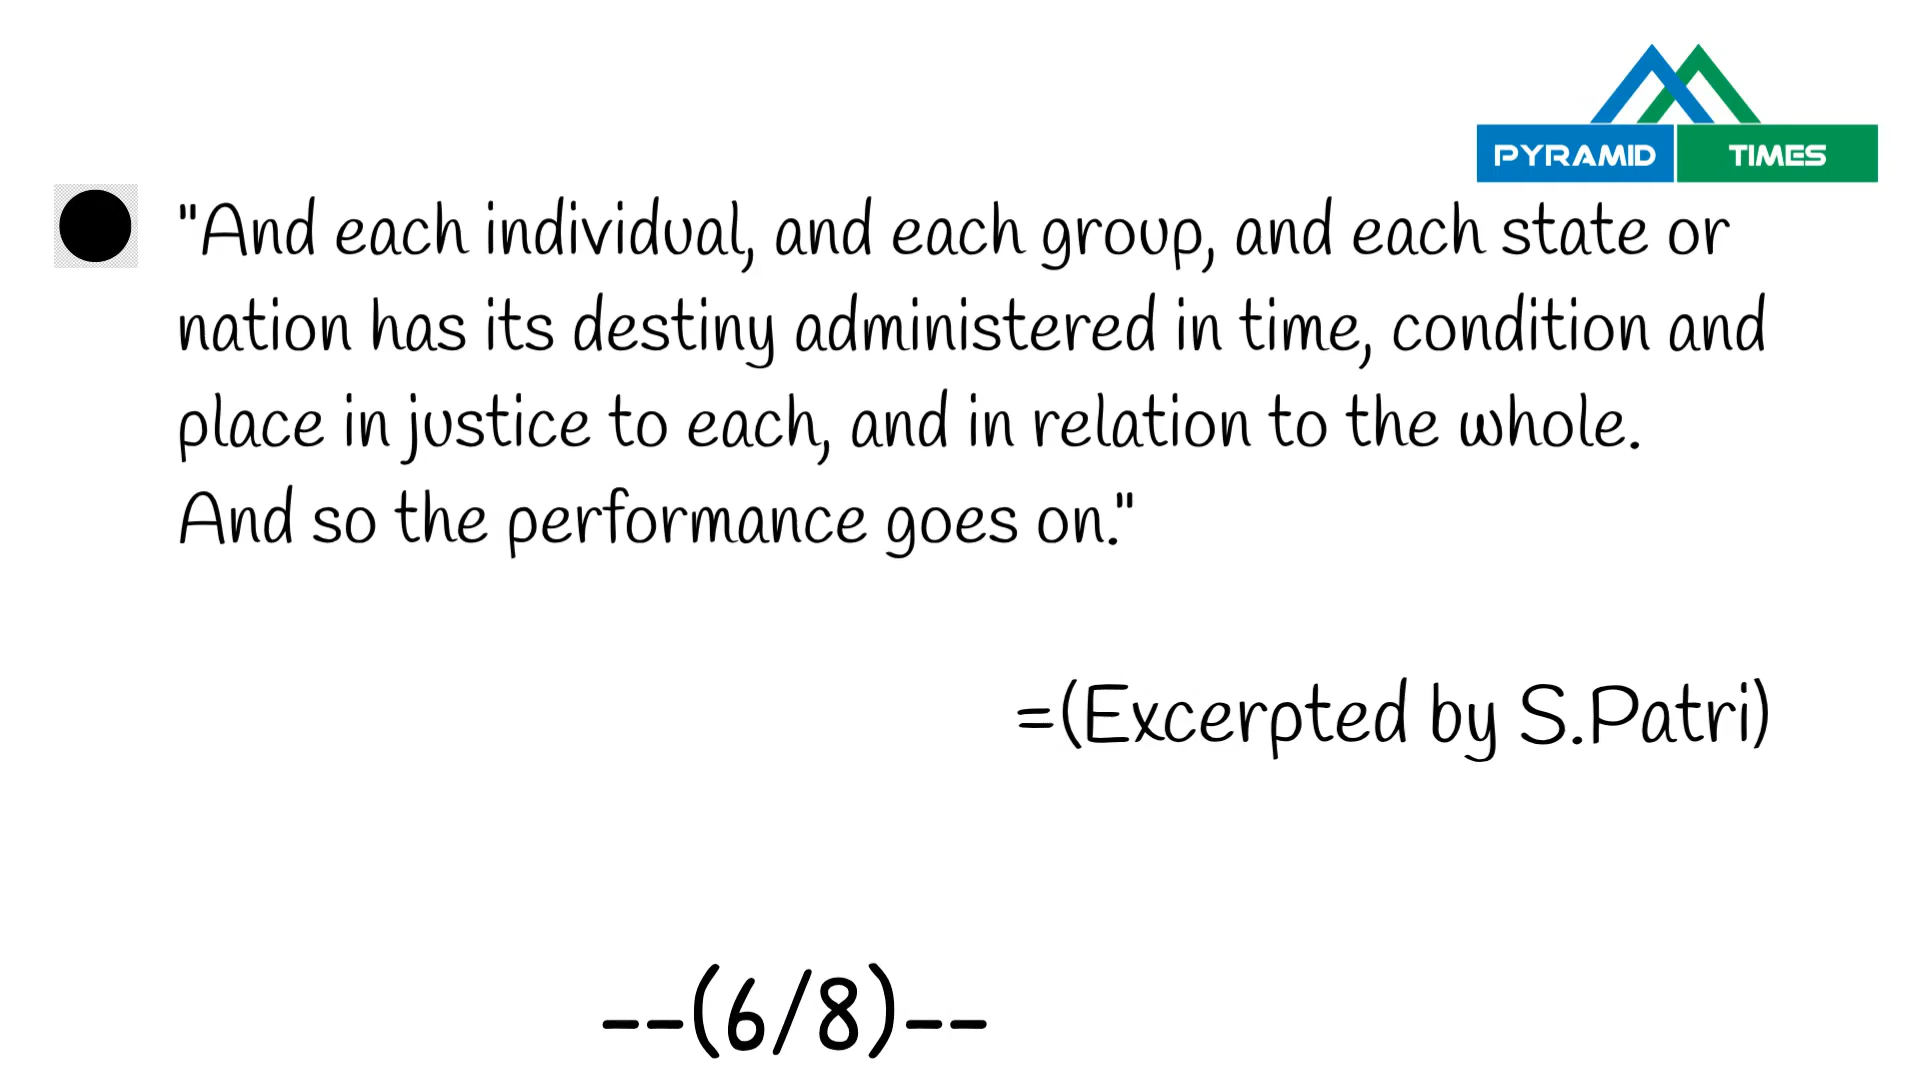 PYRAMID TIMES
"And each individual, and each group, and each state or
nation has its destiny administered in time, condition and
place in justice to each, and in relation to the whole.
And so the performance goes on."
=(Excerpted by S.Patri)
--(6/8)--